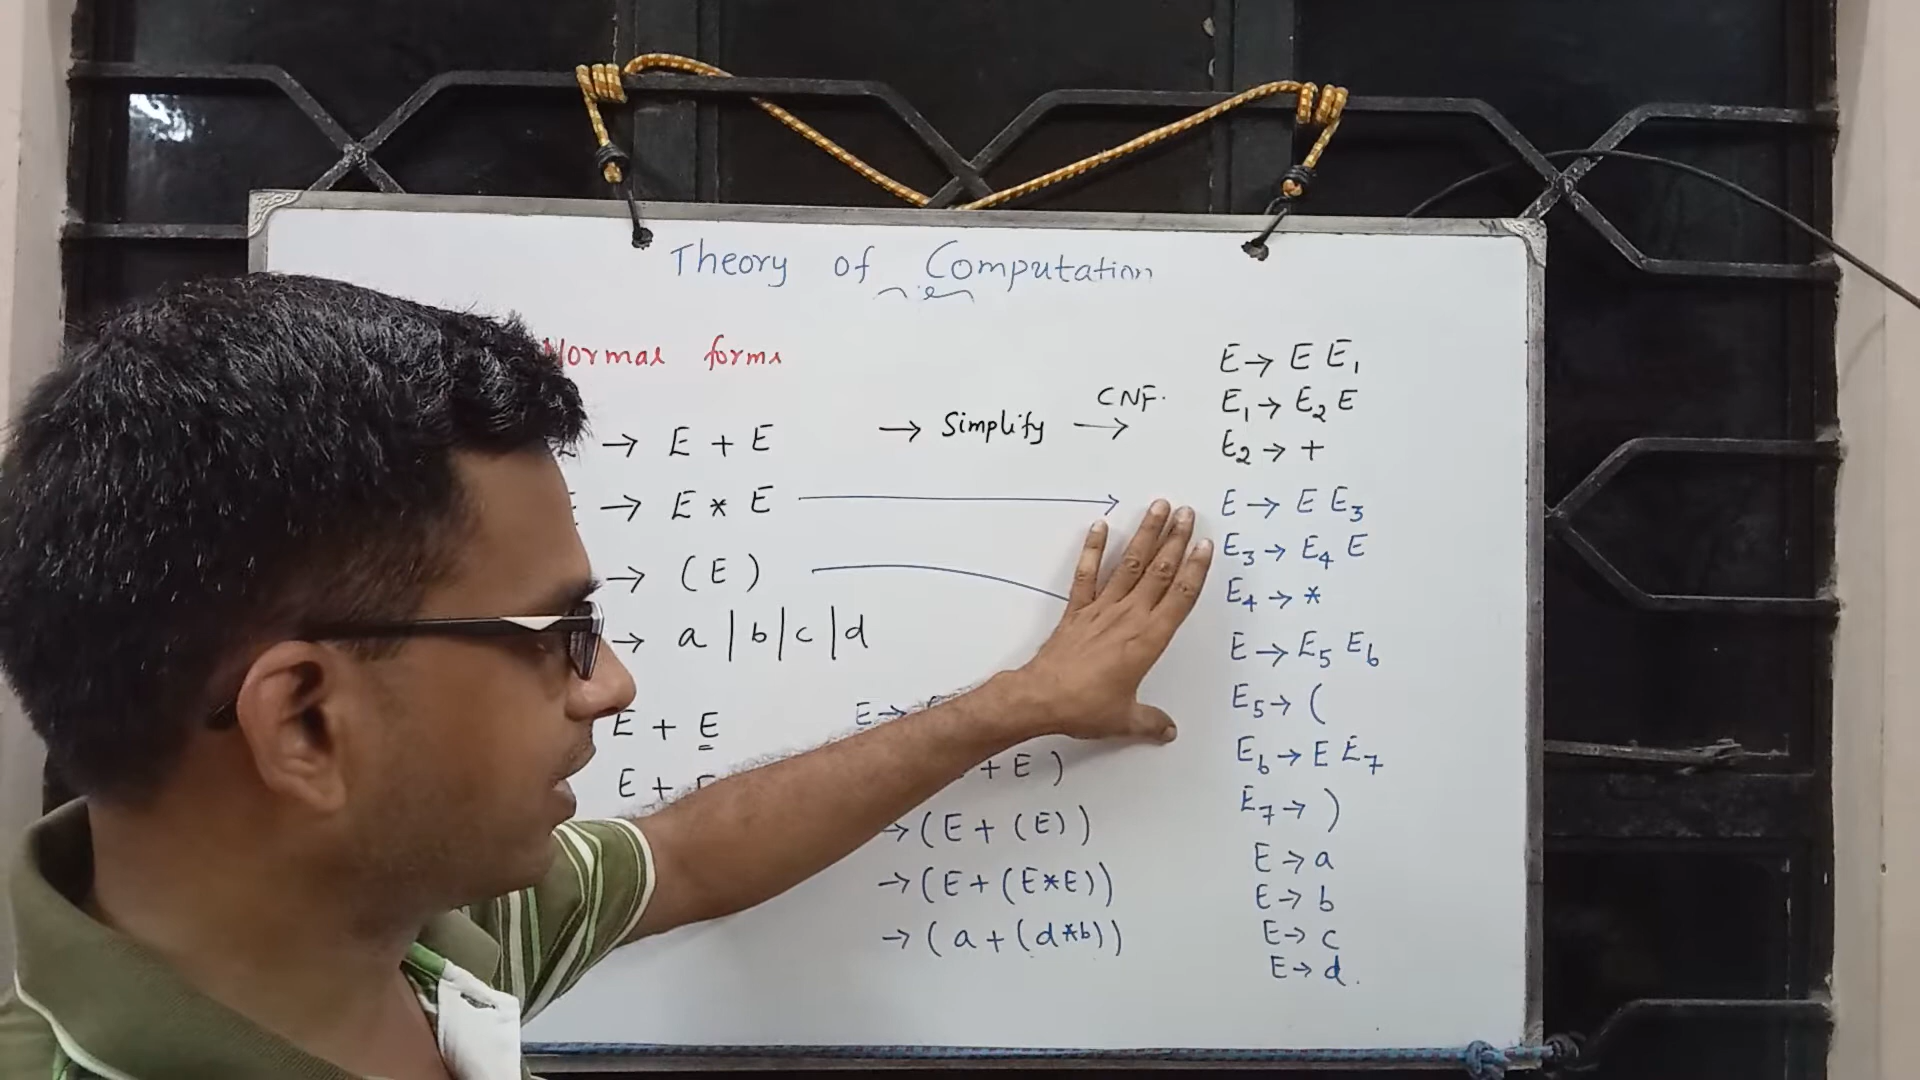 Theory of Computation
Normal forms
→ E + E
→ Simplify
CNF.
→
E → E * E
→ (E)
→ a | b | c | d
E + E
E +
E →
+ E )
→ (E + (E))
→ (E + (E*E))
→ ( a + (d*b))
E → E E₁
E₁ → E₂ E
E₂ → +
E → E E₃
E₃ → E₄ E
E₄ → *
E → E₅ E₆
E₅ → (
E₆ → E E₇
E₇ → )
E → a
E → b
E → c
E → d.